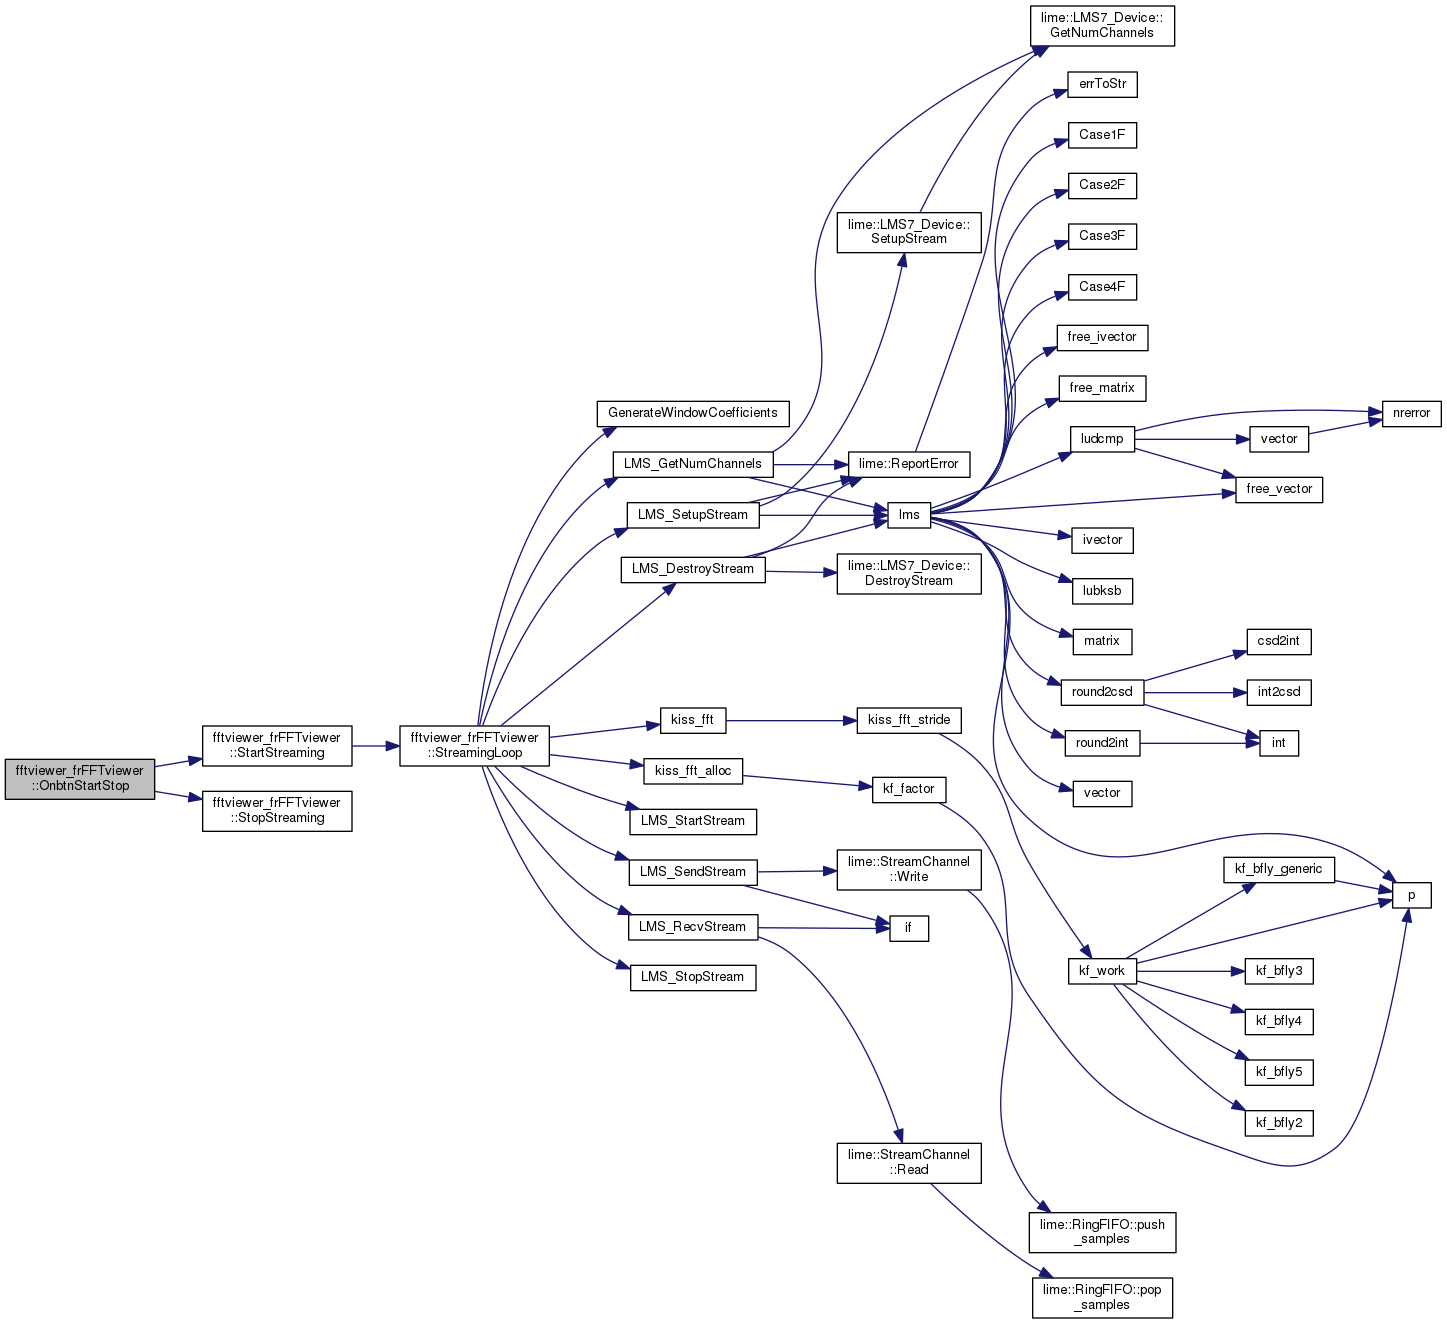 fftviewer_frFFTviewer
::OnbtnStartStop
fftviewer_frFFTviewer
::StartStreaming
fftviewer_frFFTviewer
::StopStreaming
fftviewer_frFFTviewer
::StreamingLoop
GenerateWindowCoefficients
LMS_GetNumChannels
LMS_SetupStream
LMS_DestroyStream
kiss_fft
kiss_fft_alloc
LMS_StartStream
LMS_SendStream
LMS_RecvStream
LMS_StopStream
lime::LMS7_Device::
SetupStream
lime::ReportError
lms
lime::LMS7_Device::
DestroyStream
kiss_fft_stride
kf_factor
lime::StreamChannel
::Write
if
lime::StreamChannel
::Read
lime::LMS7_Device::
GetNumChannels
errToStr
Case1F
Case2F
Case3F
Case4F
free_ivector
free_matrix
ludcmp
ivector
lubksb
matrix
round2csd
round2int
vector
kf_work
lime::RingFIFO::push
_samples
lime::RingFIFO::pop
_samples
vector
free_vector
csd2int
int2csd
int
kf_bfly_generic
kf_bfly3
kf_bfly4
kf_bfly5
kf_bfly2
nrerror
p